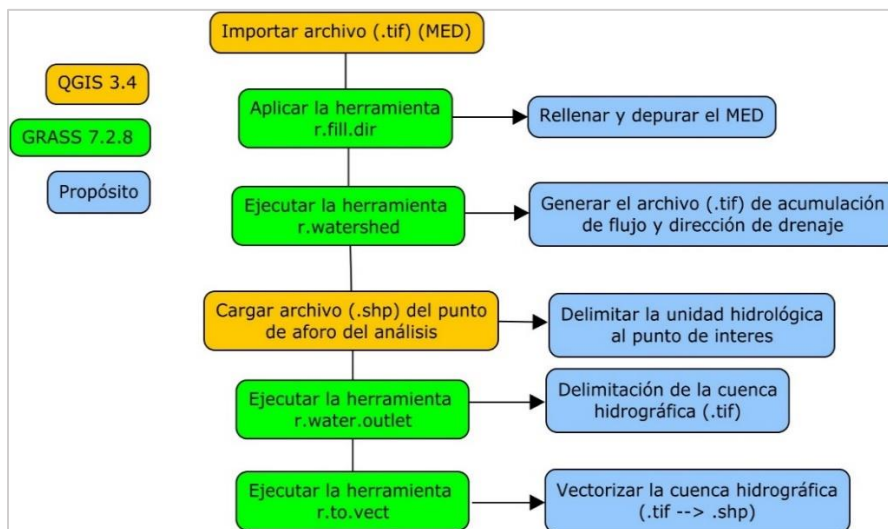 Importar archivo (.tif) (MED)
QGIS 3.4
GRASS 7.2.8
Propósito
Aplicar la herramienta
r.fill.dir
Rellenar y depurar el MED
Ejecutar la herramienta
r.watershed
Generar el archivo (.tif) de acumulación
de flujo y dirección de drenaje
Cargar archivo (.shp) del punto
de aforo del análisis
Delimitar la unidad hidrológica
al punto de interes
Ejecutar la herramienta
r.water.outlet
Delimitación de la cuenca
hidrográfica (.tif)
Ejecutar la herramienta
r.to.vect
Vectorizar la cuenca hidrográfica
(.tif --> .shp)